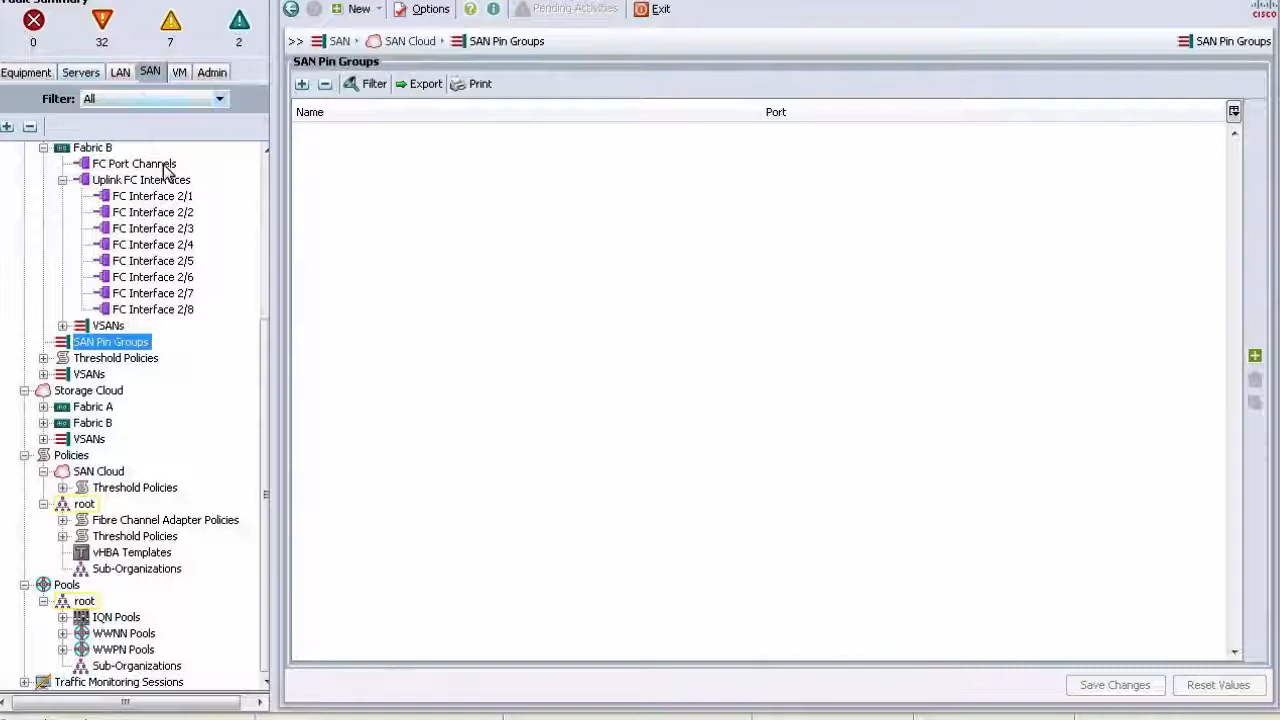 Fault Summary
0 32 7 2
New Options Pending Activities Exit
CISCO
>> SAN SAN Cloud SAN Pin Groups SAN Pin Groups
SAN Pin Groups
Equipment Servers LAN SAN VM Admin
Filter Export Print
Filter: All
Name Port
Fabric B
FC Port Channels
Uplink FC Interfaces
FC Interface 2/1
FC Interface 2/2
FC Interface 2/3
FC Interface 2/4
FC Interface 2/5
FC Interface 2/6
FC Interface 2/7
FC Interface 2/8
VSANs
SAN Pin Groups
Threshold Policies
VSANs
Storage Cloud
Fabric A
Fabric B
VSANs
Policies
SAN Cloud
Threshold Policies
root
Fibre Channel Adapter Policies
Threshold Policies
vHBA Templates
Sub-Organizations
Pools
root
IQN Pools
WWNN Pools
WWPN Pools
Sub-Organizations
Traffic Monitoring Sessions
Save Changes Reset Values